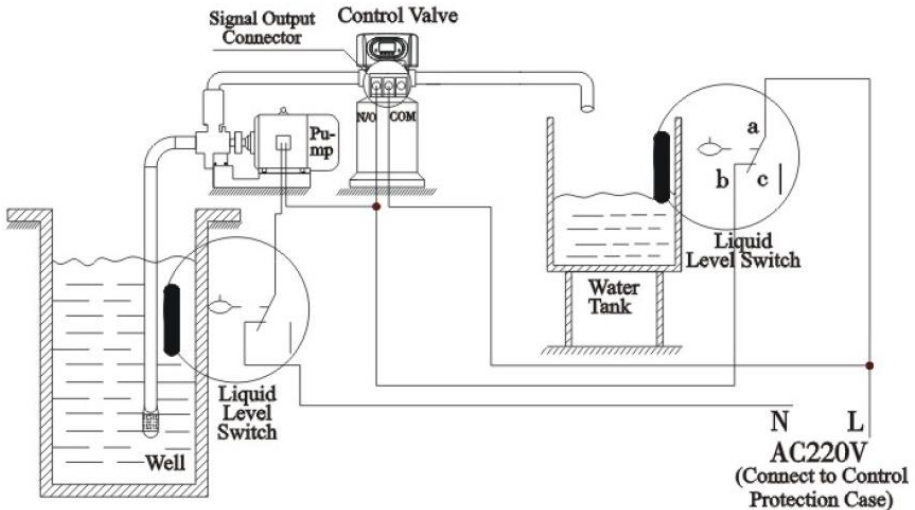 Signal Output
Connector
Control Valve
N/O
COM
Pu-
mp
a
b
c
Liquid
Level Switch
Water
Tank
Liquid
Level
Switch
Well
N
L
AC220V
(Connect to Control
Protection Case)